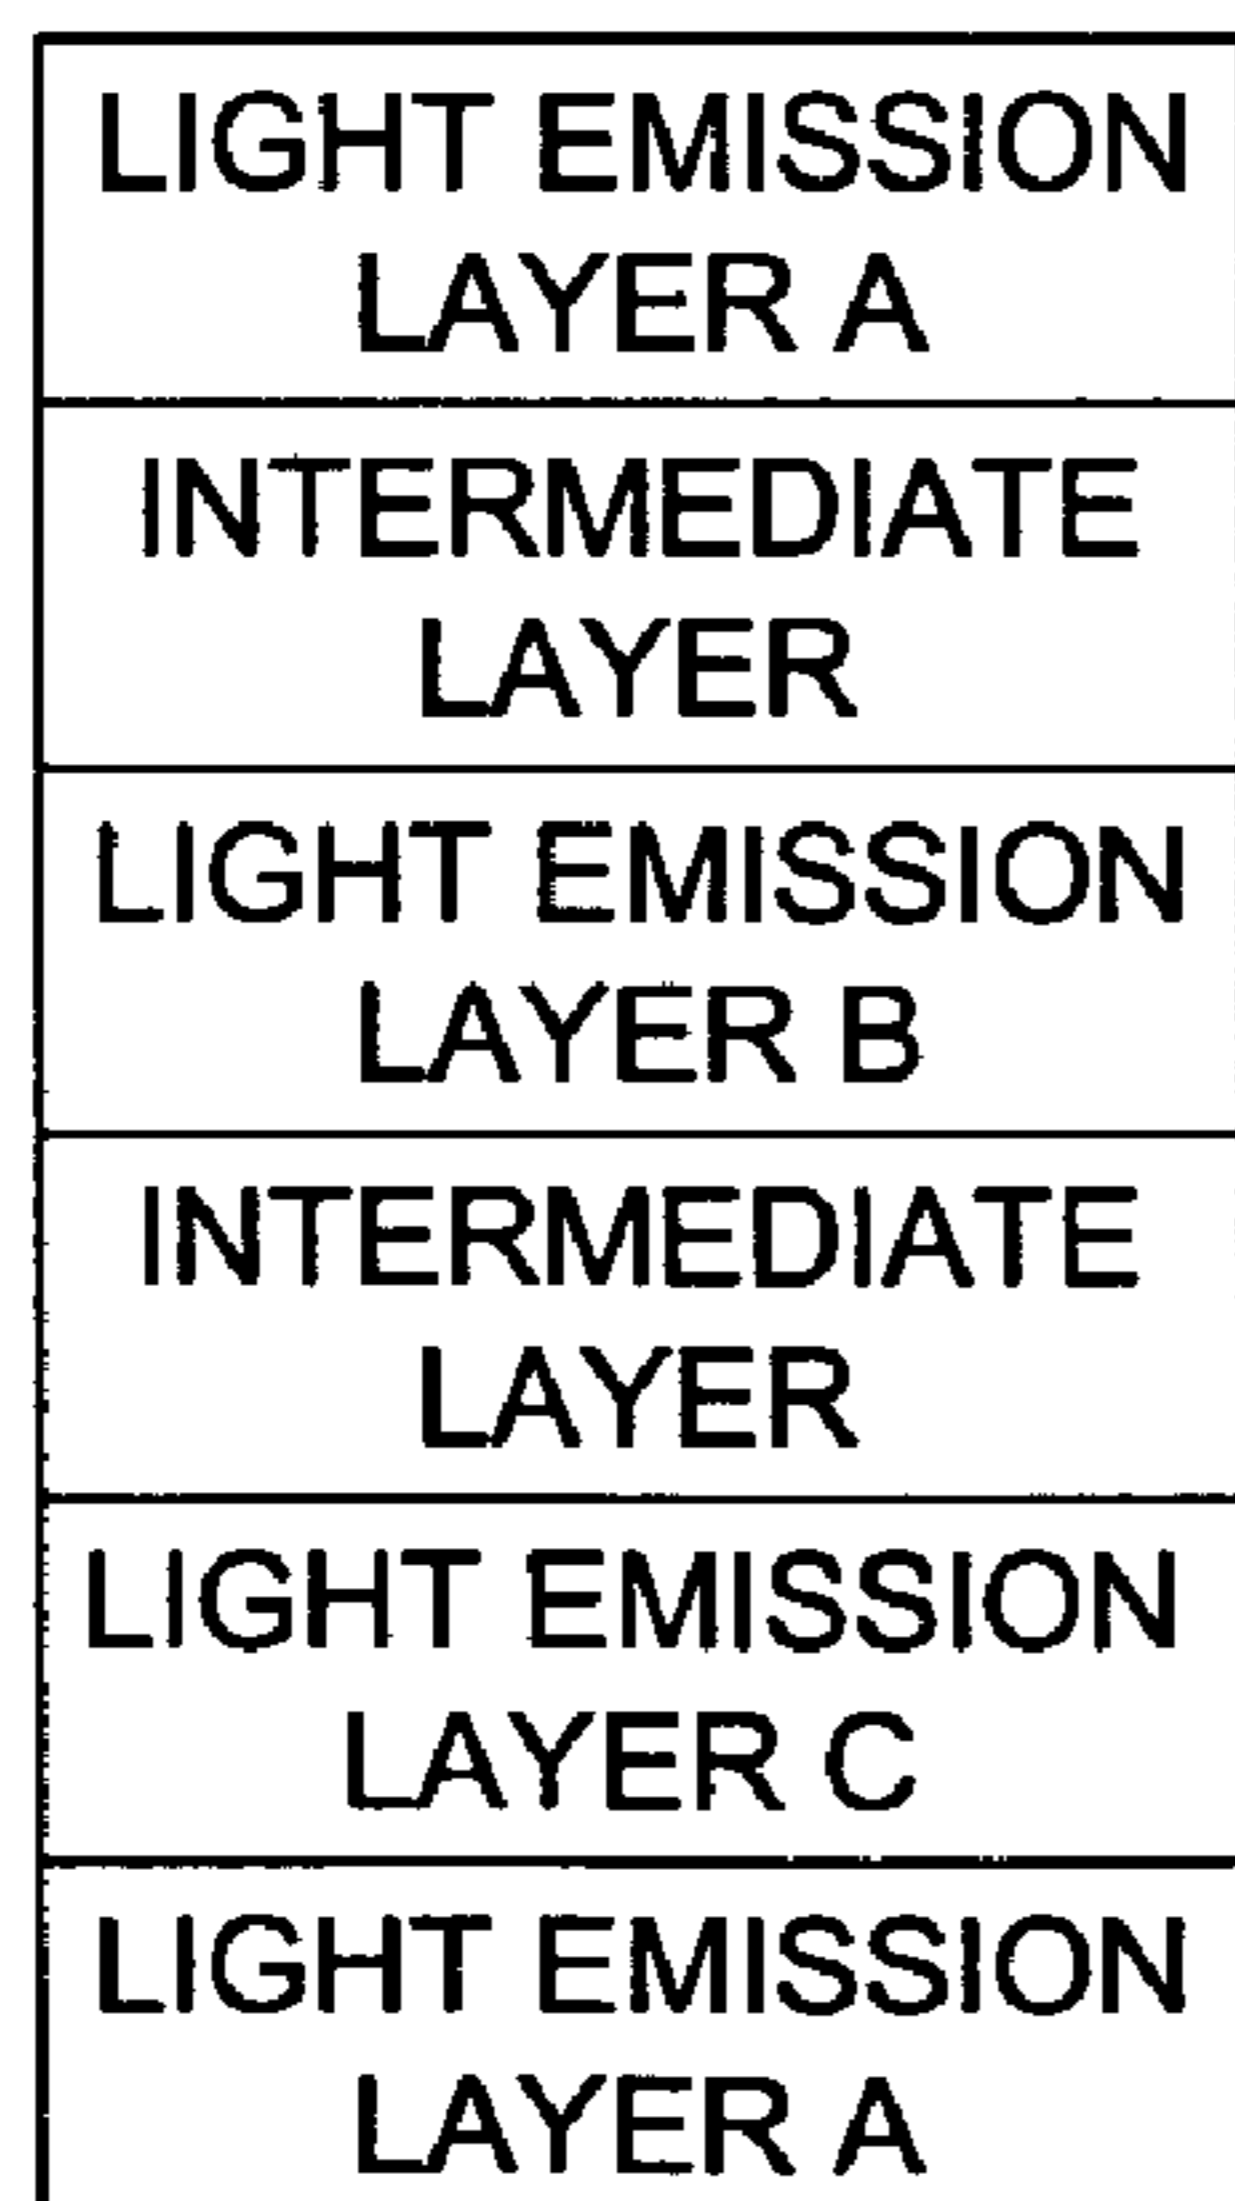 LIGHT EMISSION
LAYER A
INTERMEDIATE
LAYER
LIGHT EMISSION
LAYER B
INTERMEDIATE
LAYER
LIGHT EMISSION
LAYER C
LIGHT EMISSION
LAYER A